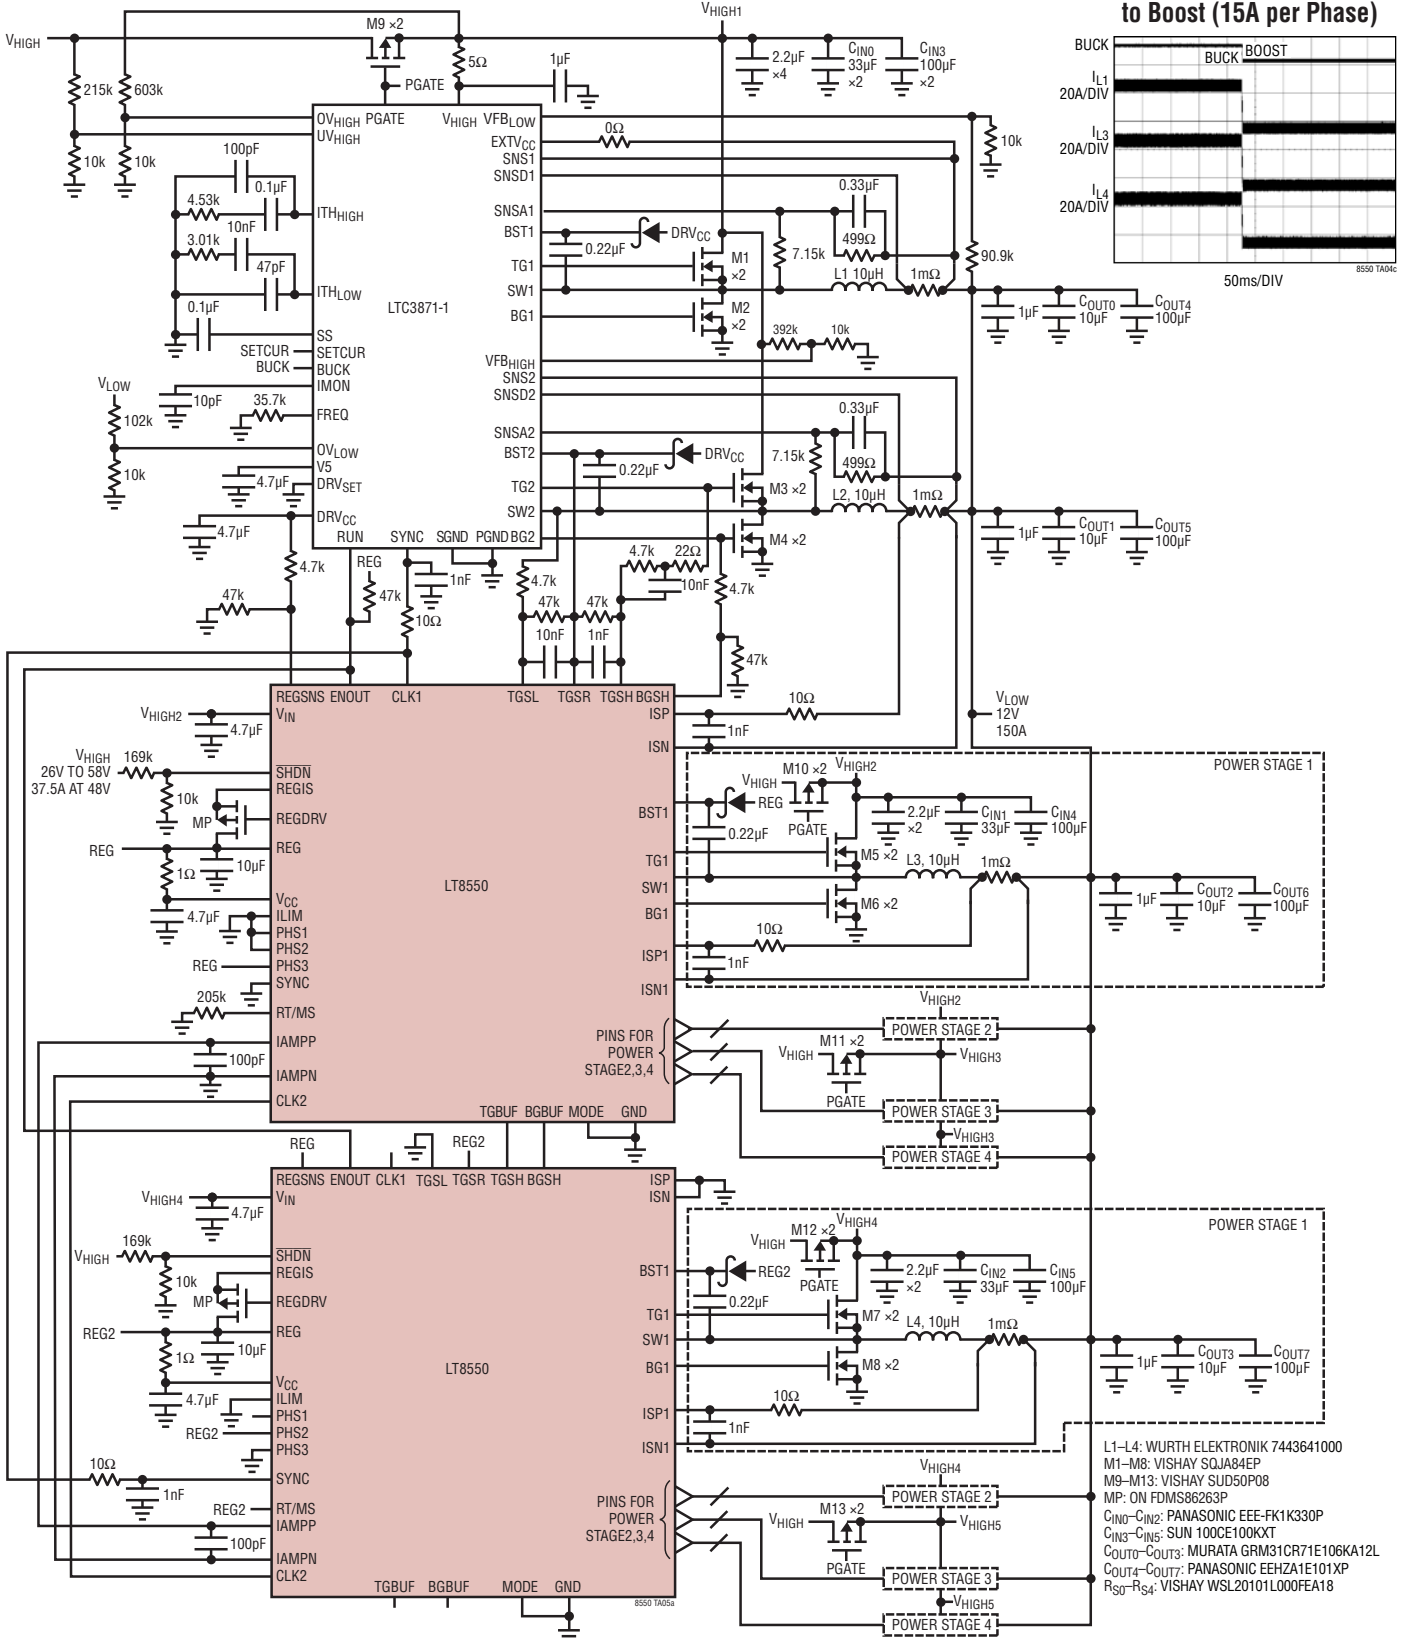 to Boost (15A per Phase)
BUCK
BUCK
BOOST
IL1
20A/DIV
IL3
20A/DIV
IL4
20A/DIV
50ms/DIV
8550 TA04c
VHIGH
M9 ×2
VHIGH1
215k
603k
PGATE
5Ω
1µF
2.2µF
×4
CIN0
33µF
×2
CIN3
100µF
×2
10k
10k
OVHIGH
PGATE
VHIGH
VFBLOW
UVHIGH
EXTVCC
0Ω
SNS1
SNSD1
10k
100pF
0.1µF
4.53k
ITHHIGH
10nF
3.01k
47pF
ITHLOW
0.1µF
LTC3871-1
SNSA1
0.33µF
BST1
0.22µF
DRVCC
499Ω
7.15k
TG1
M1
×2
90.9k
L1 10µH
1mΩ
SW1
BG1
M2
×2
1µF
COUT0
10µF
COUT4
100µF
SS
SETCUR
SETCUR
BUCK
BUCK
IMON
392k
10k
VFBHIGH
SNS2
SNSD2
VLOW
102k
10pF
35.7k
FREQ
OVLOW
10k
V5
4.7µF
DRVSET
DRVCC
4.7µF
SNSA2
0.33µF
BST2
0.22µF
DRVCC
7.15k
499Ω
TG2
M3 ×2
L2, 10µH
1mΩ
SW2
M4 ×2
1µF
COUT1
10µF
COUT5
100µF
RUN
SYNC
SGND
PGND
BG2
4.7k
REG
1nF
47k
47k
10Ω
4.7k
4.7k
22Ω
10nF
4.7k
47k
47k
10nF
1nF
47k
REGSNS
ENOUT
CLK1
TGSL
TGSR
TGSH
BGSH
VHIGH2
VIN
4.7µF
ISP
10Ω
1nF
ISN
VLOW
12V
150A
VHIGH
26V TO 58V
37.5A AT 48V
169k
SHDN
10k
REGIS
MP
REGDRV
REG
REG
1Ω
10µF
VCC
4.7µF
ILIM
PHS1
PHS2
REG
PHS3
SYNC
205k
RT/MS
IAMPP
100pF
IAMPN
CLK2
LT8550
POWER STAGE 1
M10 ×2
VHIGH2
VHIGH
PGATE
BST1
REG
0.22µF
2.2µF
×2
CIN1
33µF
CIN4
100µF
TG1
M5 ×2
L3, 10µH
1mΩ
SW1
BG1
M6 ×2
1µF
COUT2
10µF
COUT6
100µF
10Ω
ISP1
1nF
ISN1
PINS FOR
POWER
STAGE2,3,4
VHIGH2
POWER STAGE 2
M11 ×2
VHIGH
VHIGH3
PGATE
POWER STAGE 3
VHIGH3
POWER STAGE 4
TGBUF
BGBUF
MODE
GND
REG
REG2
REGSNS
ENOUT
CLK1
TGSL
TGSR
TGSH
BGSH
ISP
ISN
VHIGH4
VIN
4.7µF
VHIGH
169k
SHDN
10k
REGIS
MP
REGDRV
REG2
REG
1Ω
10µF
VCC
4.7µF
ILIM
PHS1
REG2
PHS2
PHS3
10Ω
SYNC
1nF
REG2
RT/MS
IAMPP
100pF
IAMPN
CLK2
LT8550
POWER STAGE 1
M12 ×2
VHIGH4
VHIGH
PGATE
BST1
REG2
0.22µF
2.2µF
×2
CIN2
33µF
CIN5
100µF
TG1
M7 ×2
L4, 10µH
1mΩ
SW1
BG1
M8 ×2
1µF
COUT3
10µF
COUT7
100µF
10Ω
ISP1
1nF
ISN1
PINS FOR
POWER
STAGE2,3,4
VHIGH4
POWER STAGE 2
M13 ×2
VHIGH
VHIGH5
PGATE
POWER STAGE 3
VHIGH5
POWER STAGE 4
TGBUF
BGBUF
MODE
GND
8550 TA05a
L1–L4: WURTH ELEKTRONIK 7443641000
M1–M8: VISHAY SQJA84EP
M9–M13: VISHAY SUD50P08
MP: ON FDMS86263P
CIN0–CIN2: PANASONIC EEE-FK1K330P
CIN3–CIN5: SUN 100CE100KXT
COUT0–COUT3: MURATA GRM31CR71E106KA12L
COUT4–COUT7: PANASONIC EEHZA1E101XP
RS0–RS4: VISHAY WSL20101L000FEA18